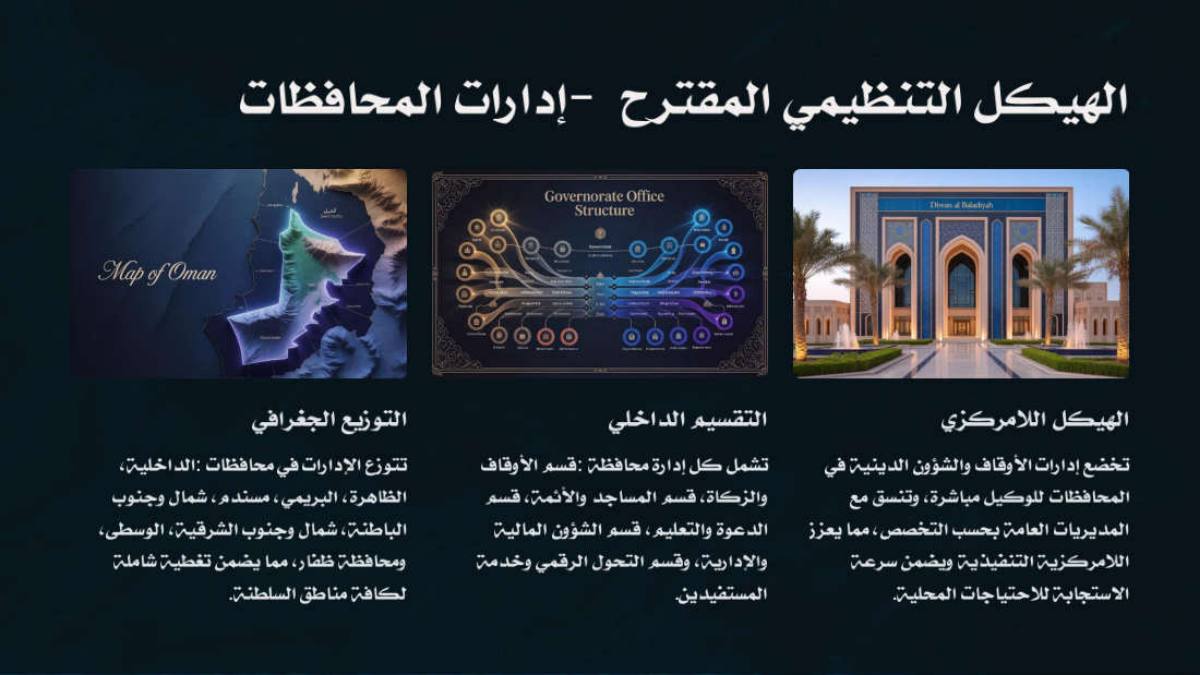 الهيكل التنظيمي المقترح – إدارات المحافظات
Diwan al Baladiyah
Governorate Office
Structure
Map of Oman
الهيكل اللامركزي
تخضع إدارات الأوقاف والشؤون الدينية في
المحافظات للوكيل مباشرة، وتنسق مع
المديريات العامة بحسب التخصص، مما يعزز
اللامركزية التنفيذية ويضمن سرعة
الاستجابة للاحتياجات المحلية.
التقسيم الداخلي
تشمل كل إدارة محافظة :قسم الأوقاف
والزكاة، قسم المساجد والأئمة، قسم
الدعوة والتعليم، قسم الشؤون المالية
والإدارية، وقسم التحول الرقمي وخدمة
المستفيدين.
التوزيع الجغرافي
تتوزع الإدارات في محافظات :الداخلية،
الظاهرة، البريمي، مسندم، شمال وجنوب
الباطنة، شمال وجنوب الشرقية، الوسطى،
ومحافظة ظفار، مما يضمن تغطية شاملة
لكافة مناطق السلطنة.